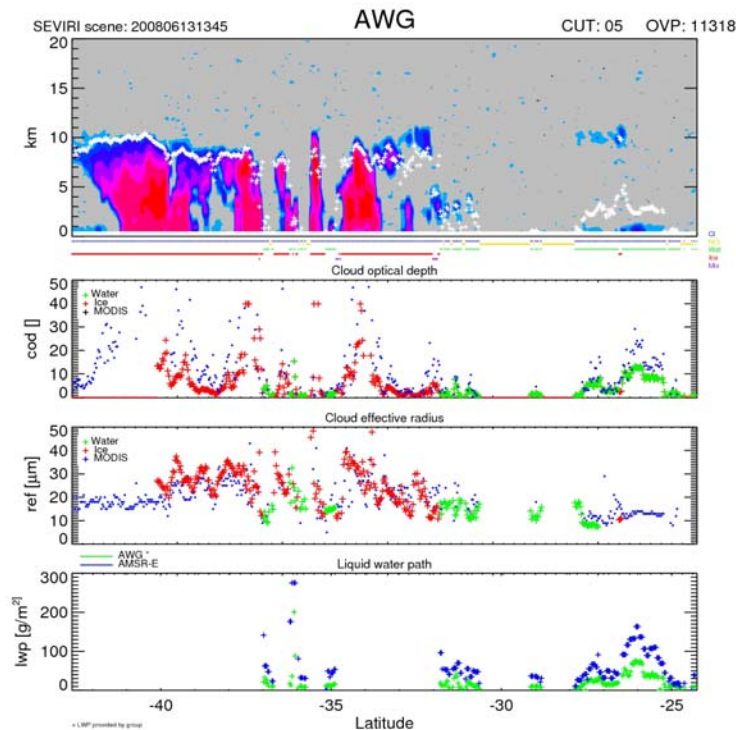 AWG
SEVIRI scene: 200806131345
CUT: 05 OVP: 11318
20
15
10
5
0
km
Cl
Wat
Ice
Mix
Cloud optical depth
50
40
30
20
10
0
cod []
Water
Ice
MODIS
Cloud effective radius
50
40
30
20
10
0
ref [µm]
Water
Ice
MODIS
AWG *
AMSR-E
Liquid water path
300
200
100
0
lwp [g/m²]
-40
-35
-30
-25
Latitude
* LWP provided by group